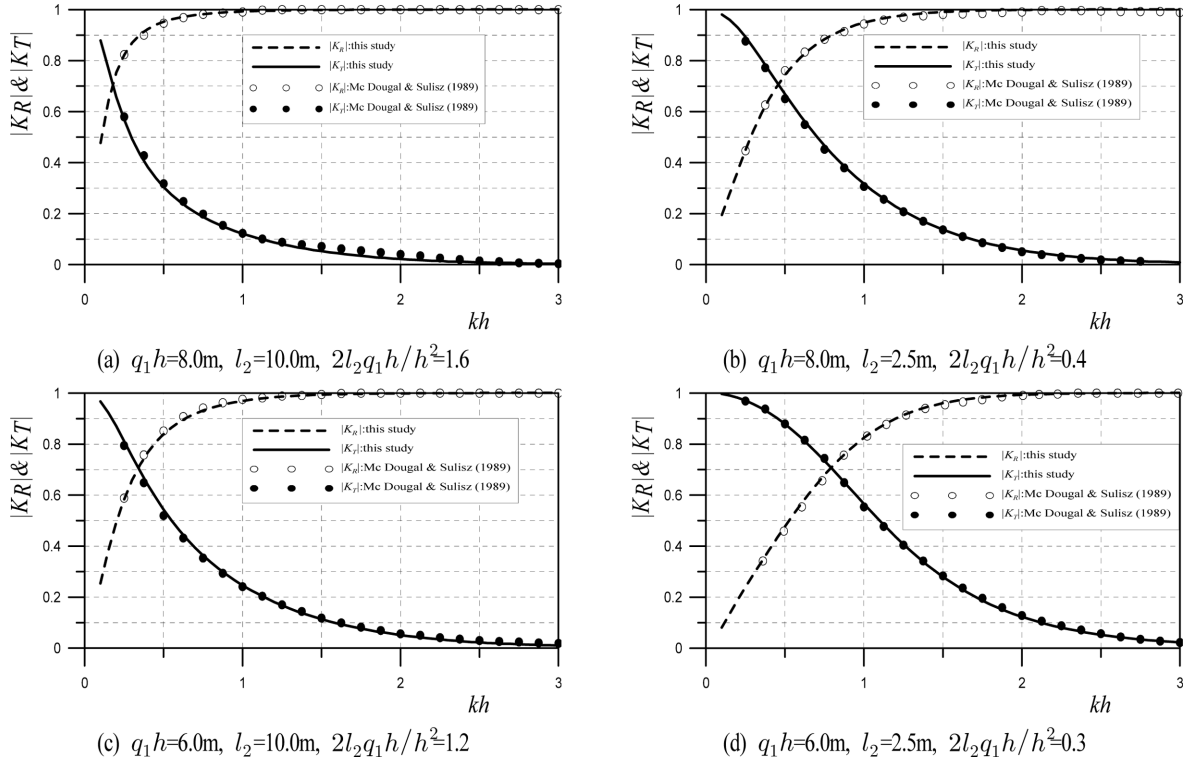 |KR| & |KT|
1
0.8
0.6
0.4
0.2
0
|KR|:this study
|KT|:this study
|KR|:Mc Dougal & Sulisz (1989)
|KT|:Mc Dougal & Sulisz (1989)
0 1 2 3
kh
(a) q1h=8.0m, l2=10.0m, 2l2q1h/h²=1.6
|KR| & |KT|
1
0.8
0.6
0.4
0.2
0
|KR|:this study
|KT|:this study
|KR|:Mc Dougal & Sulisz (1989)
|KT|:Mc Dougal & Sulisz (1989)
0 1 2 3
kh
(b) q1h=8.0m, l2=2.5m, 2l2q1h/h²=0.4
|KR| & |KT|
1
0.8
0.6
0.4
0.2
0
|KR|:this study
|KT|:this study
|KR|:Mc Dougal & Sulisz (1989)
|KT|:Mc Dougal & Sulisz (1989)
0 1 2 3
kh
(c) q1h=6.0m, l2=10.0m, 2l2q1h/h²=1.2
|KR| & |KT|
1
0.8
0.6
0.4
0.2
0
|KR|:this study
|KT|:this study
|KR|:Mc Dougal & Sulisz (1989)
|KT|:Mc Dougal & Sulisz (1989)
0 1 2 3
kh
(d) q1h=6.0m, l2=2.5m, 2l2q1h/h²=0.3